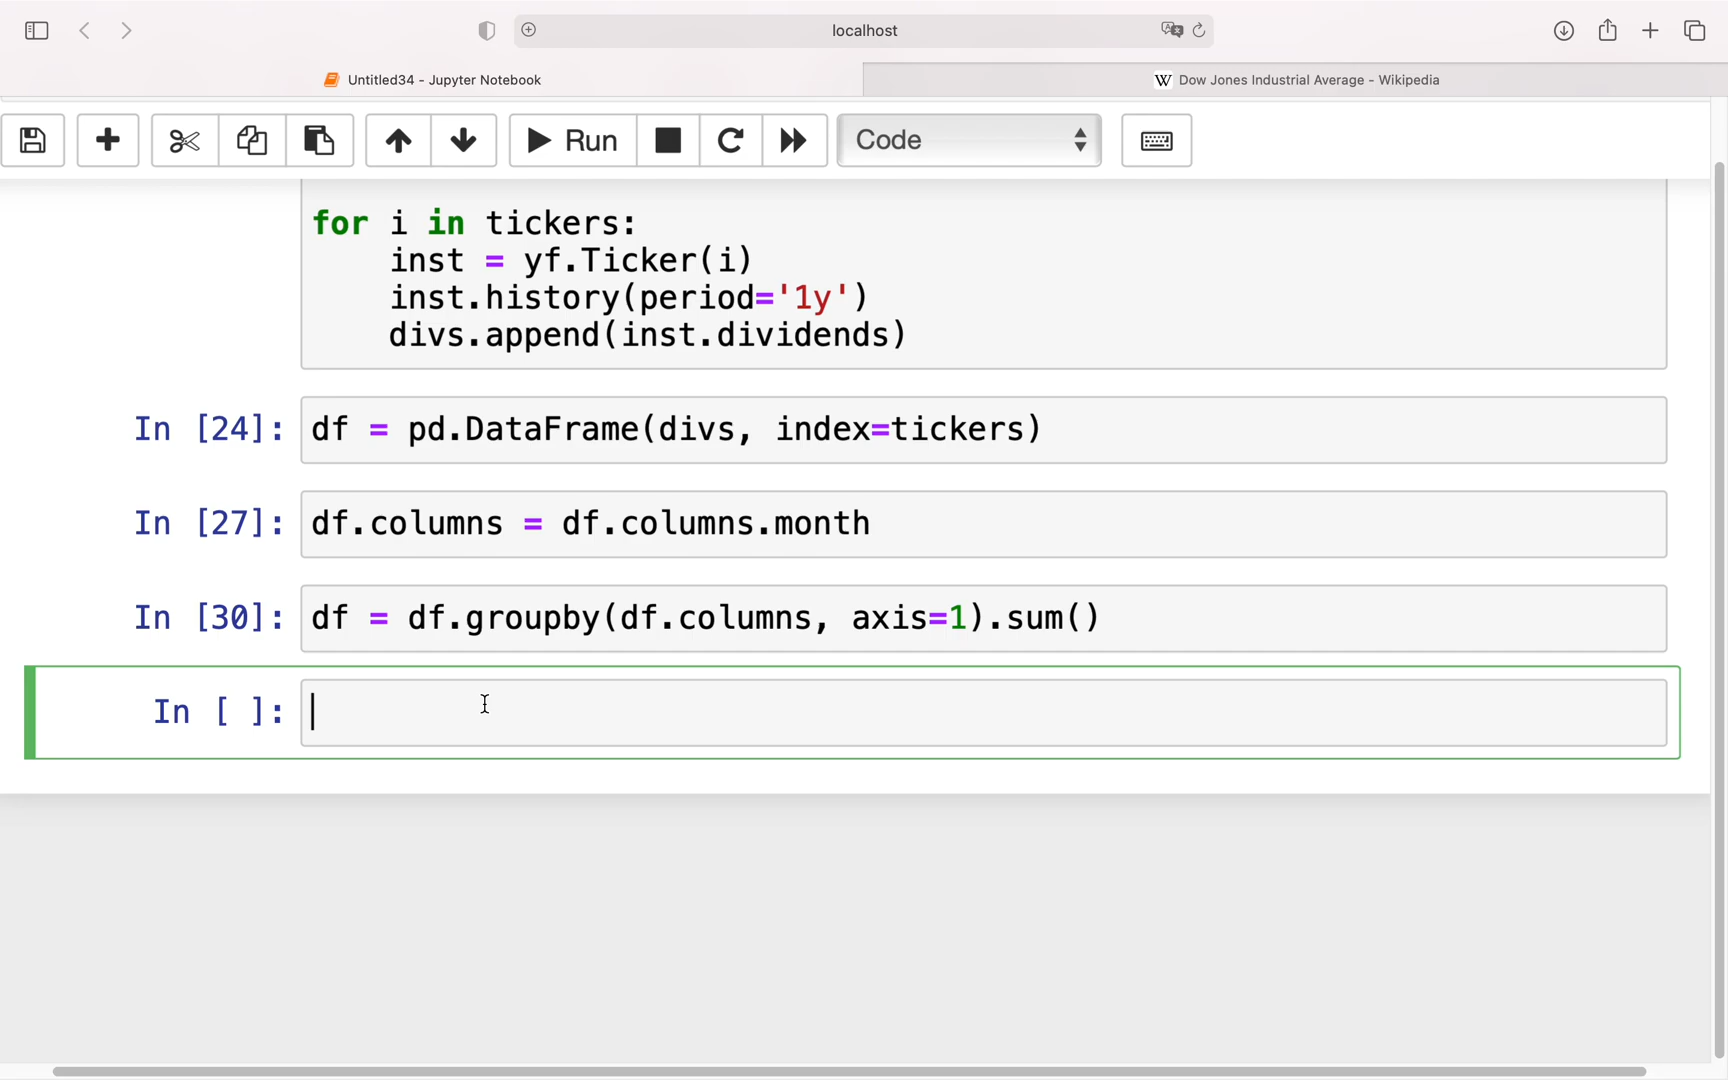 localhost
Untitled34 - Jupyter Notebook
Dow Jones Industrial Average - Wikipedia
Run
Code
for i in tickers:
    inst = yf.Ticker(i)
    inst.history(period='1y')
    divs.append(inst.dividends)
In [24]: df = pd.DataFrame(divs, index=tickers)
In [27]: df.columns = df.columns.month
In [30]: df = df.groupby(df.columns, axis=1).sum()
In [ ]: